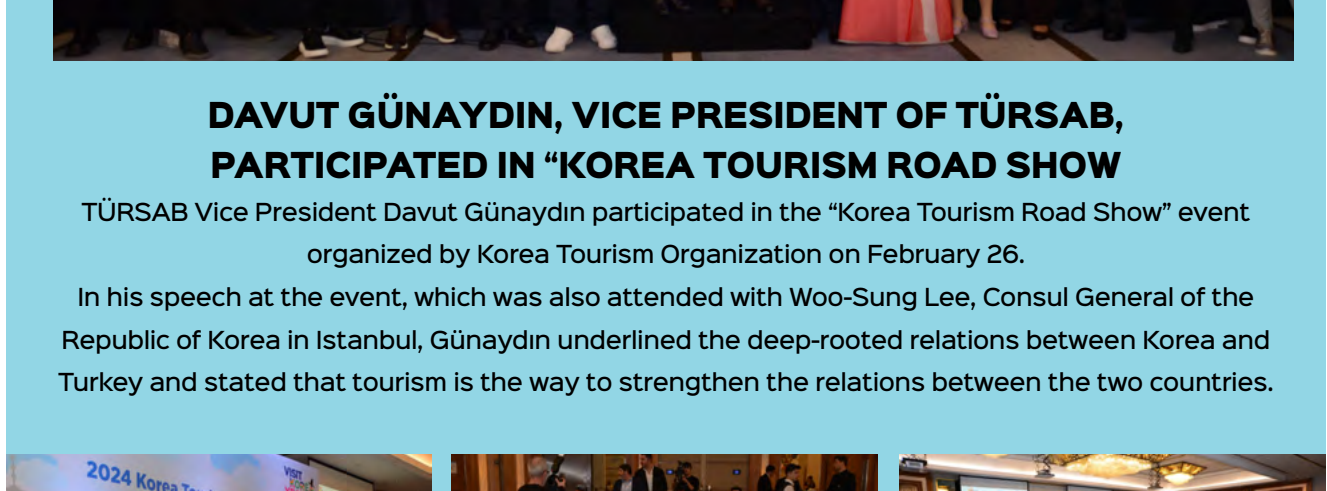 DAVUT GÜNAYDIN, VICE PRESIDENT OF TÜRSAB,
PARTICIPATED IN “KOREA TOURISM ROAD SHOW
TÜRSAB Vice President Davut Günaydın participated in the “Korea Tourism Road Show” event
organized by Korea Tourism Organization on February 26.
In his speech at the event, which was also attended with Woo-Sung Lee, Consul General of the
Republic of Korea in Istanbul, Günaydın underlined the deep-rooted relations between Korea and
Turkey and stated that tourism is the way to strengthen the relations between the two countries.
2024 Korea
VISIT